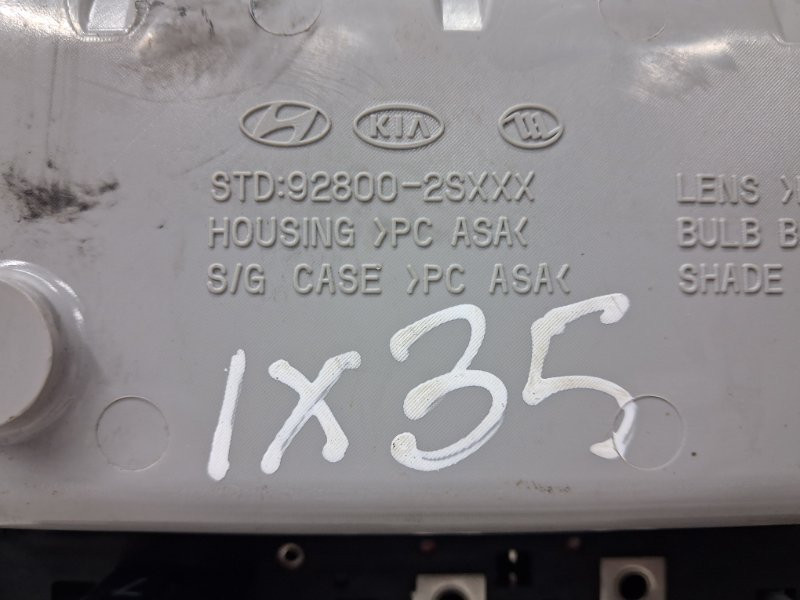 KIA
STD:92800-2SXXX
HOUSING >PC ASA<
S/G CASE >PC ASA<
LENS >
BULB B
SHADE
IX35